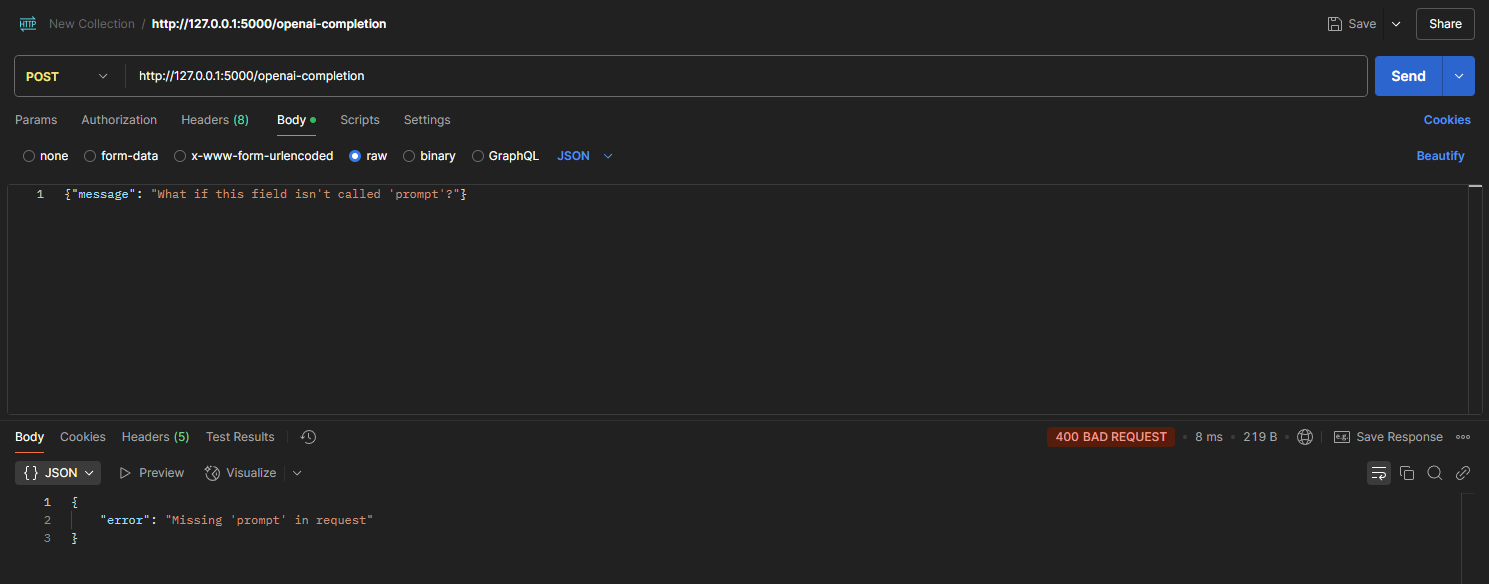 HTTP New Collection / http://127.0.0.1:5000/openai-completion Save Share
POST http://127.0.0.1:5000/openai-completion Send
Params Authorization Headers (8) Body Scripts Settings Cookies
none form-data x-www-form-urlencoded raw binary GraphQL JSON Beautify
1 {"message": "What if this field isn't called 'prompt'?"}
Body Cookies Headers (5) Test Results 400 BAD REQUEST • 8 ms • 219 B e.g. Save Response
{} JSON Preview Visualize
1 {
2 "error": "Missing 'prompt' in request"
3 }